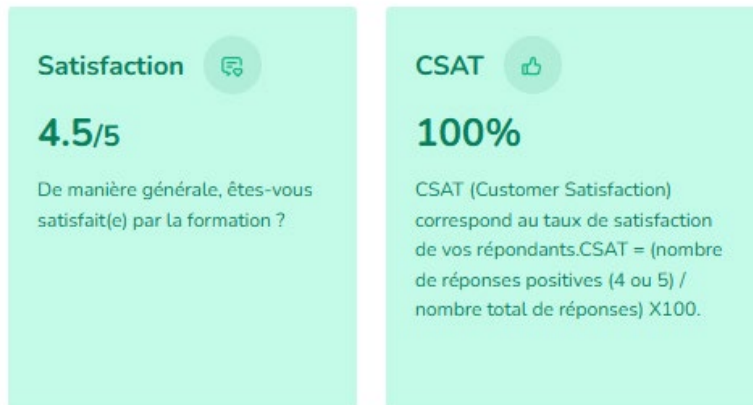 Satisfaction
4.5/5
De manière générale, êtes-vous
satisfait(e) par la formation ?
CSAT
100%
CSAT (Customer Satisfaction)
correspond au taux de satisfaction
de vos répondants.CSAT = (nombre
de réponses positives (4 ou 5) /
nombre total de réponses) X100.